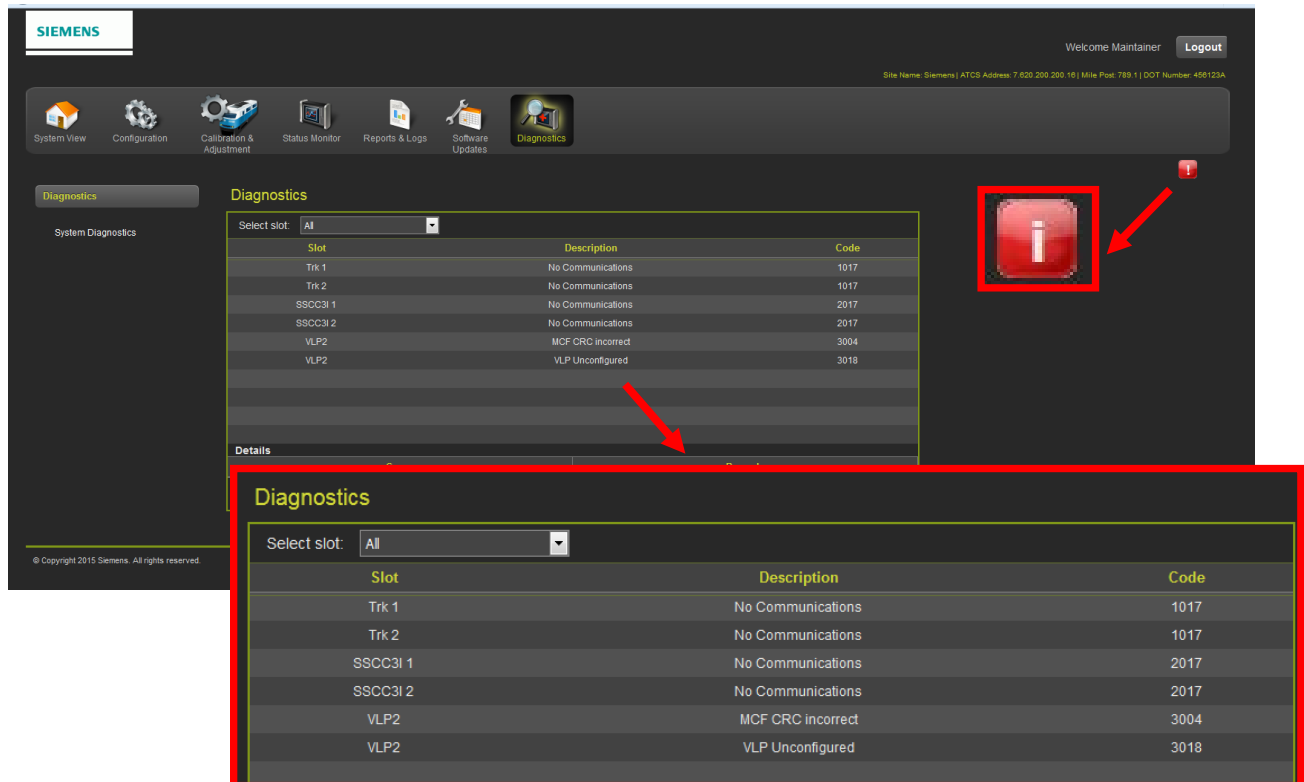 SIEMENS
Welcome Maintainer Logout
Site Name: Siemens | ATCS Address: 7.620.200.200.16 | Mile Post: 789.1 | DOT Number: 456123A
System View Configuration Calibration & Adjustment Status Monitor Reports & Logs Software Updates Diagnostics
Diagnostics
System Diagnostics
Diagnostics
Select slot: All
Slot Description Code
Trk 1 No Communications 1017
Trk 2 No Communications 1017
SSCC3I 1 No Communications 2017
SSCC3I 2 No Communications 2017
VLP2 MCF CRC incorrect 3004
VLP2 VLP Unconfigured 3018
Details
© Copyright 2015 Siemens. All rights reserved.
Diagnostics
Select slot: All
Slot Description Code
Trk 1 No Communications 1017
Trk 2 No Communications 1017
SSCC3I 1 No Communications 2017
SSCC3I 2 No Communications 2017
VLP2 MCF CRC incorrect 3004
VLP2 VLP Unconfigured 3018